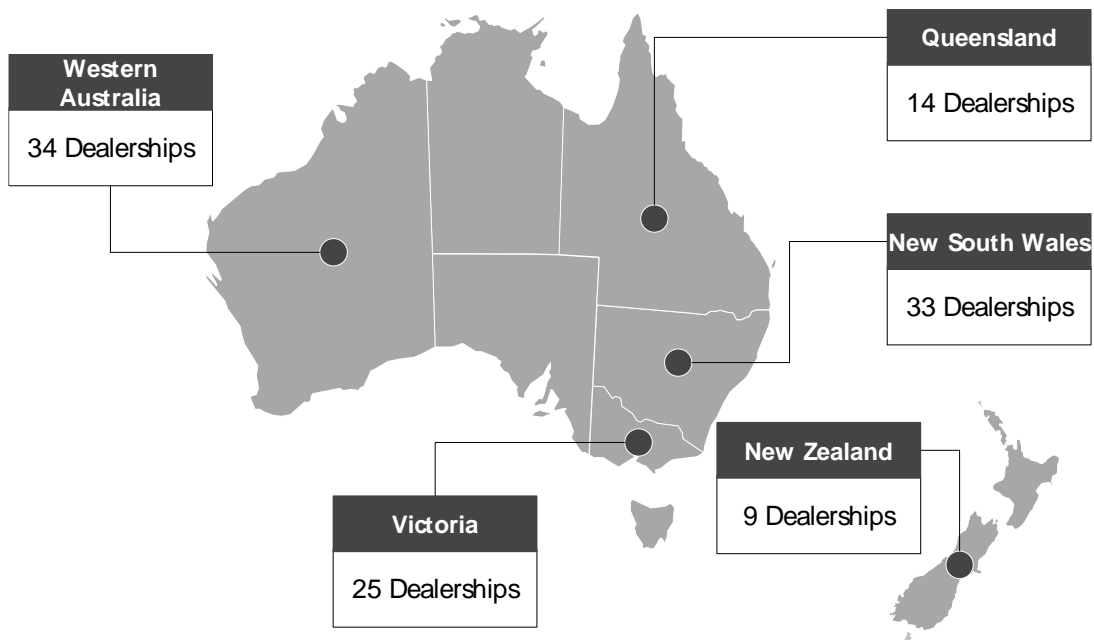 Western
Australia
34 Dealerships
Queensland
14 Dealerships
New South Wales
33 Dealerships
New Zealand
9 Dealerships
Victoria
25 Dealerships